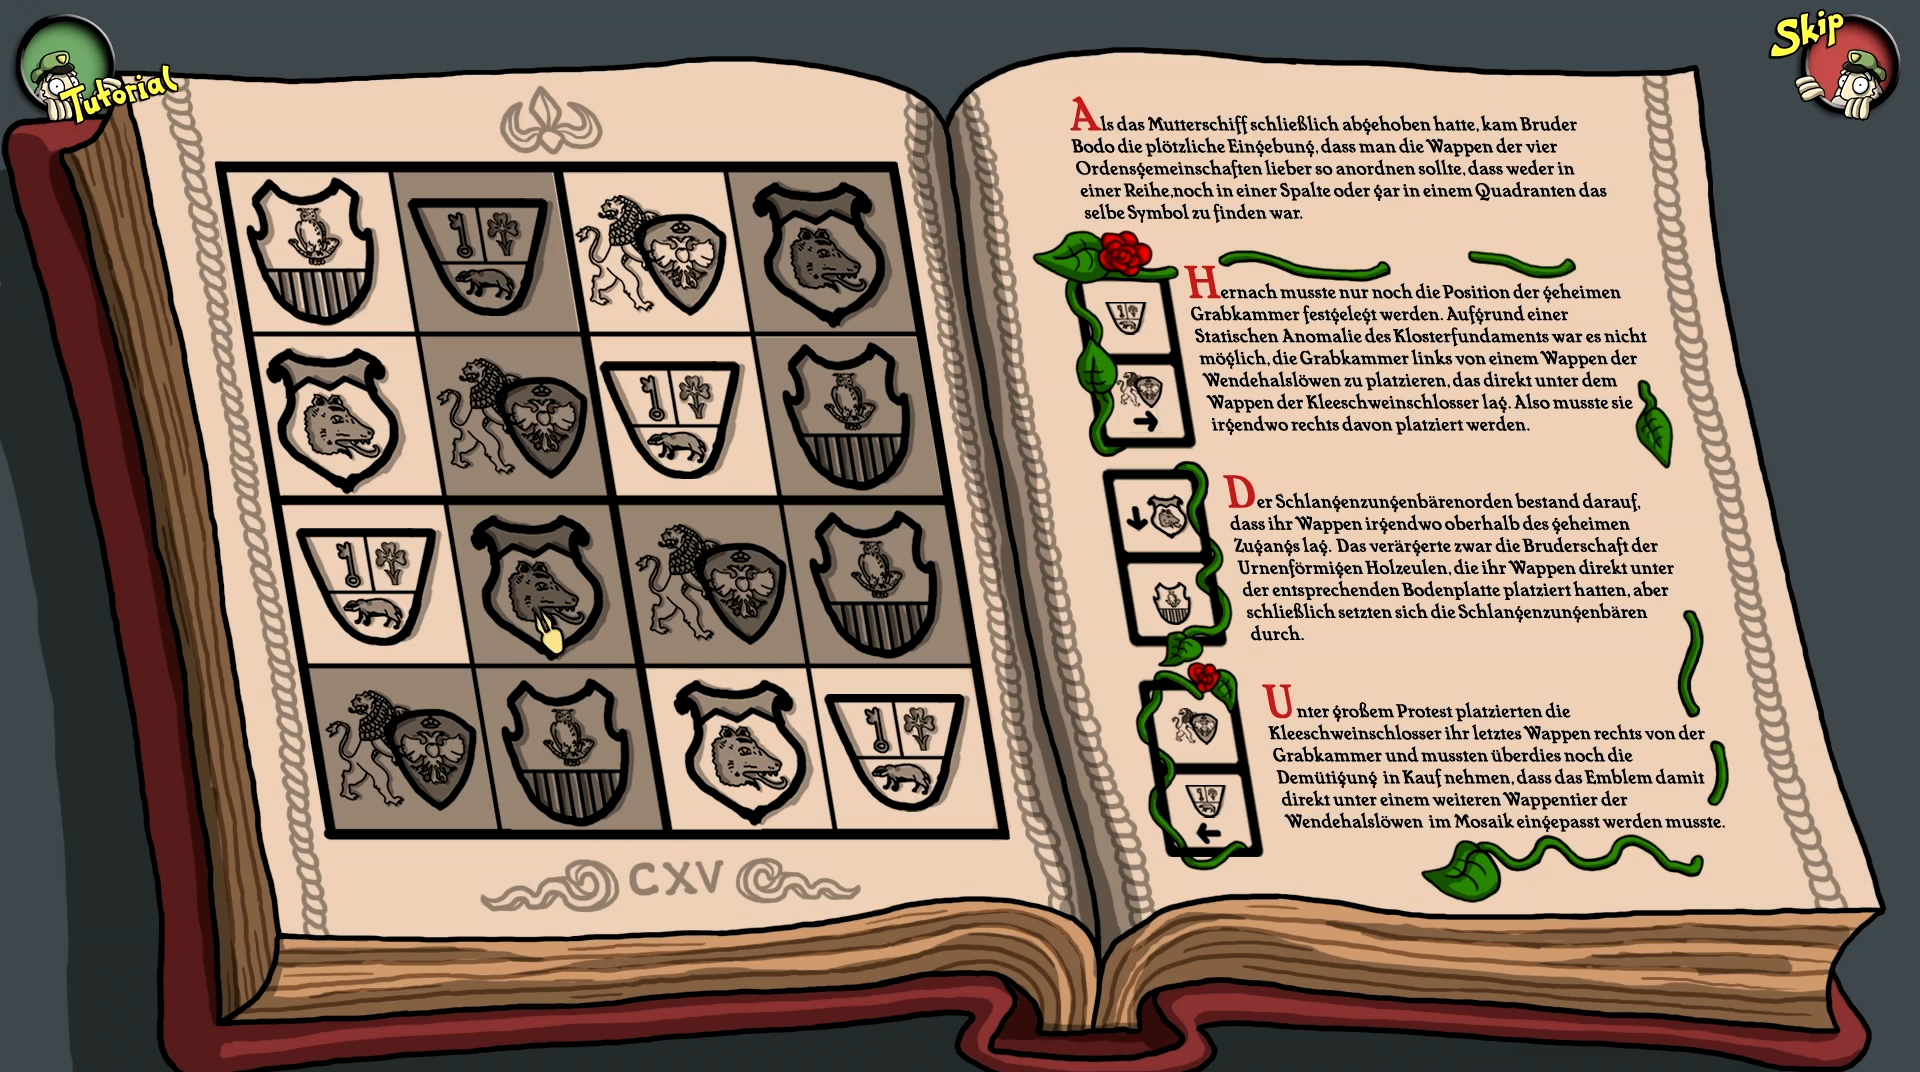 Tutorial
Skip
Als das Mutterschiff schließlich abgehoben hatte, kam Bruder
Bodo die plötzliche Eingebung, dass man die Wappen der vier
Ordensgemeinschaften lieber so anordnen sollte, dass weder in
einer Reihe,noch in einer Spalte oder gar in einem Quadranten das
selbe Symbol zu finden war.
Hernach musste nur noch die Position der geheimen
Grabkammer festgelegt werden. Aufgrund einer
Statischen Anomalie des Klosterfundaments war es nicht
möglich, die Grabkammer links von einem Wappen der
Wendehalslöwen zu platzieren, das direkt unter dem
Wappen der Kleeschweinschlosser lag. Also musste sie
irgendwo rechts davon platziert werden.
Der Schlangenzungenbärenorden bestand darauf,
dass ihr Wappen irgendwo oberhalb des geheimen
Zugangs lag. Das verärgerte zwar die Bruderschaft der
Urnenförmigen Holzeulen, die ihr Wappen direkt unter
der entsprechenden Bodenplatte platziert hatten, aber
schließlich setzten sich die Schlangenzungenbären
durch.
Unter großem Protest platzierten die
Kleeschweinschlosser ihr letztes Wappen rechts von der
Grabkammer und mussten überdies noch die
Demütigung in Kauf nehmen, dass das Emblem damit
direkt unter einem weiteren Wappentier der
Wendehalslöwen im Mosaik eingepasst werden musste.
CXV